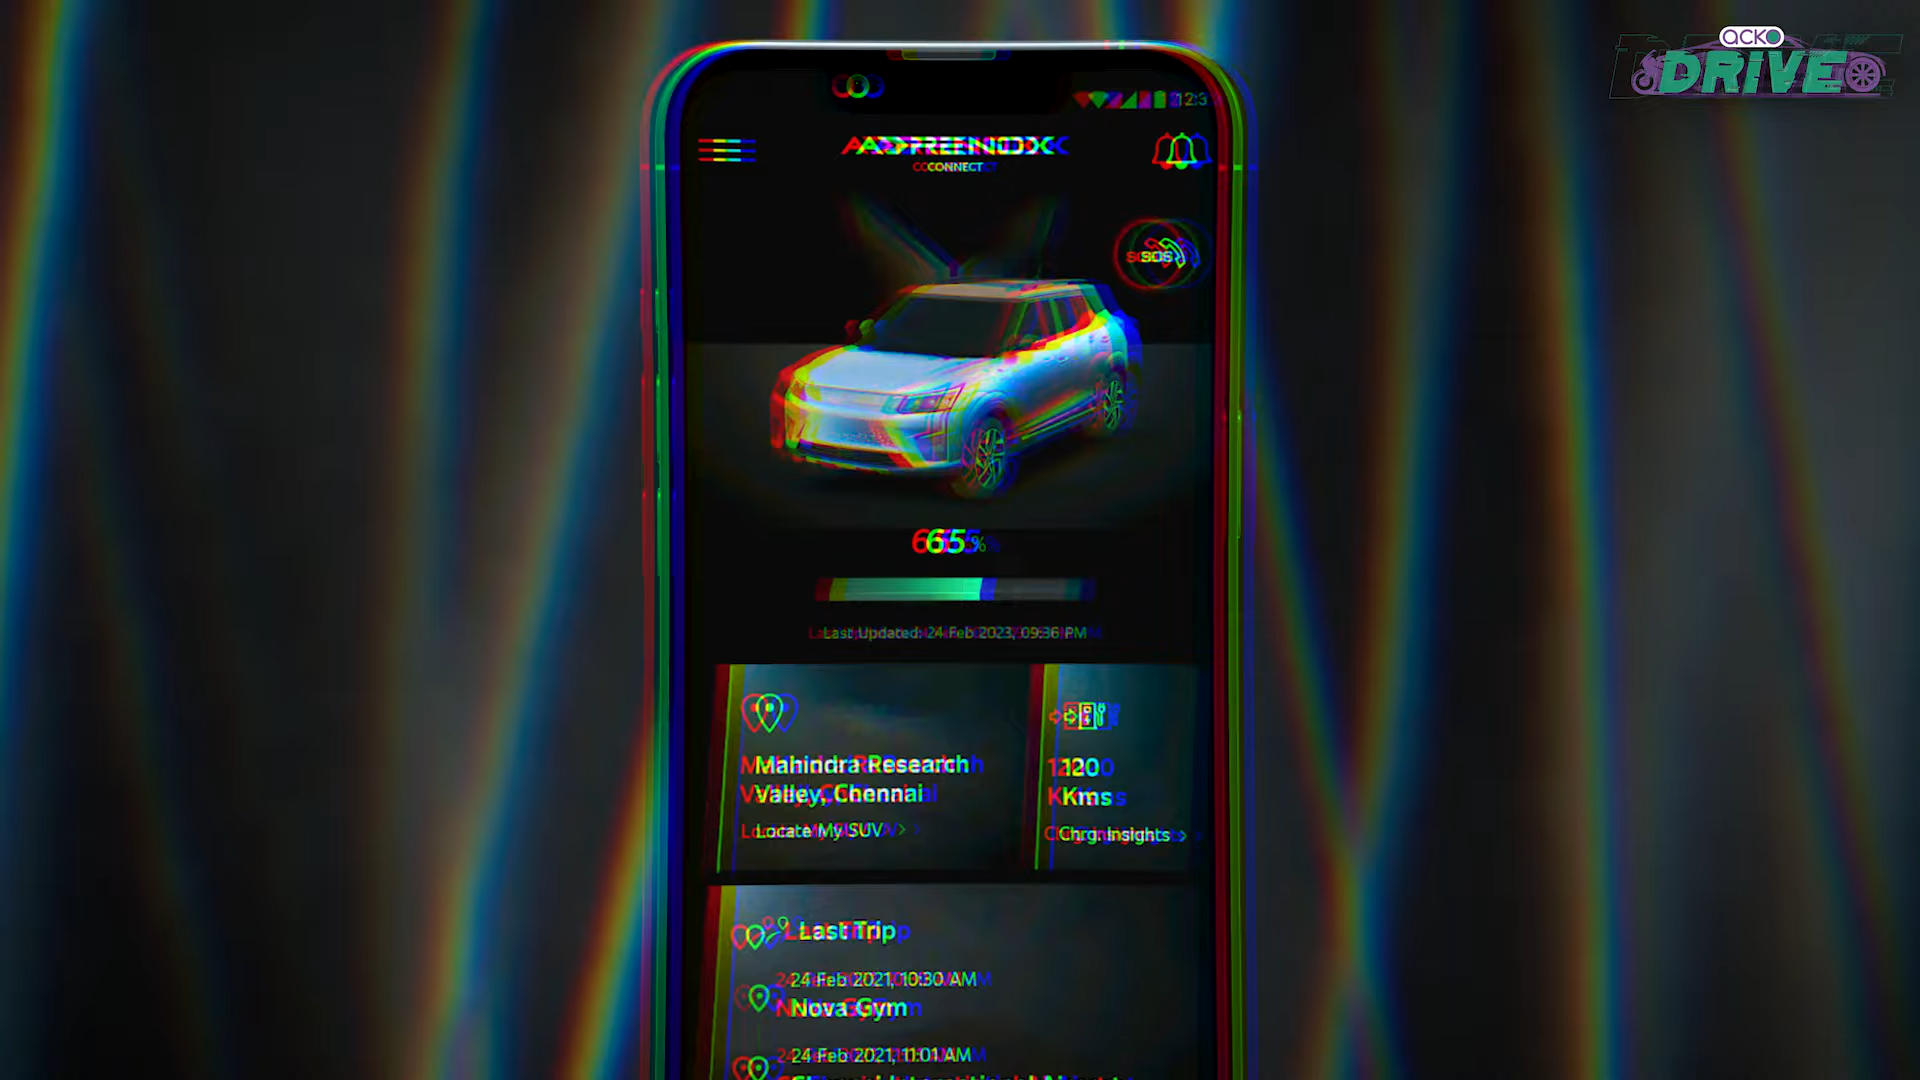 acko
DRIVE
12:3
ADRENOX
CONNECT
SOS
65%
Last Updated: 24 Feb 2023, 09:36 PM
Mahindra Research
Valley, Chennai
Locate My SUV >
120
Kms
Chrg. Insights >
Last Trip
24 Feb 2021, 10:30 AM
Nova Gym
24 Feb 2021, 11:01 AM